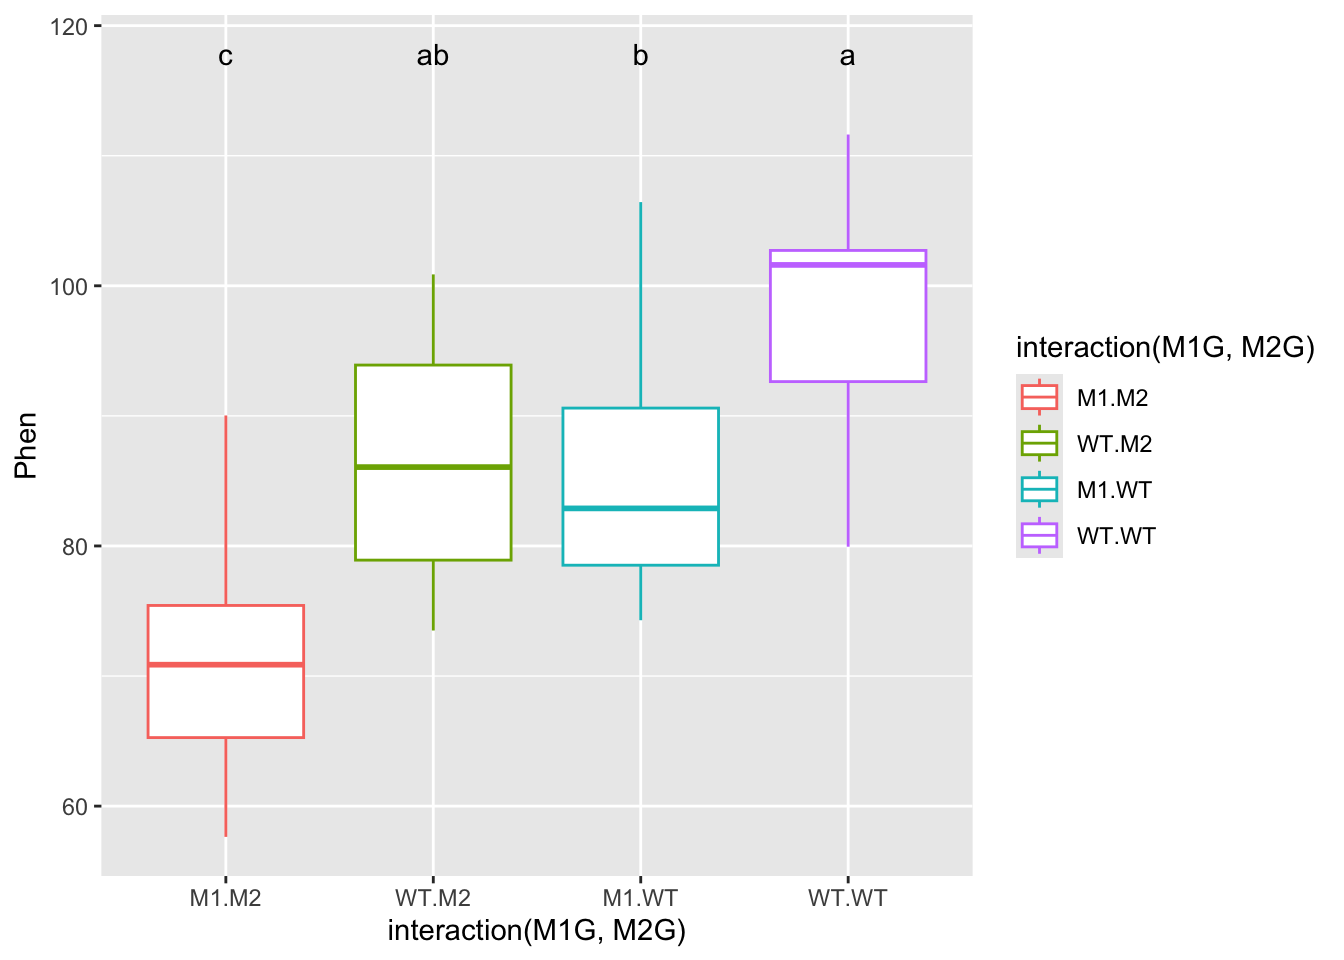 120
c ab b a
100
80
60
Phen
M1.M2 WT.M2 M1.WT WT.WT
interaction(M1G, M2G)
interaction(M1G, M2G)
M1.M2
WT.M2
M1.WT
WT.WT